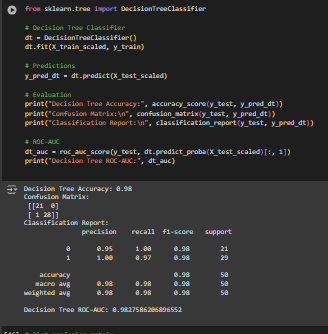 from sklearn.tree import DecisionTreeClassifier
# Decision Tree Classifier
dt = DecisionTreeClassifier()
dt.fit(X_train_scaled, y_train)
# Predictions
y_pred_dt = dt.predict(X_test_scaled)
# Evaluation
print("Decision Tree Accuracy:", accuracy_score(y_test, y_pred_dt))
print("Confusion Matrix:\n", confusion_matrix(y_test, y_pred_dt))
print("Classification Report:\n", classification_report(y_test, y_pred_dt))
# ROC-AUC
dt_auc = roc_auc_score(y_test, dt.predict_proba(X_test_scaled)[:, 1])
print("Decision Tree ROC-AUC:", dt_auc)
Decision Tree Accuracy: 0.98
Confusion Matrix:
[[21 0]
[ 1 28]]
Classification Report:
precision recall f1-score support
0 0.95 1.00 0.98 21
1 1.00 0.97 0.98 29
accuracy 0.98 50
macro avg 0.98 0.98 0.98 50
weighted avg 0.98 0.98 0.98 50
Decision Tree ROC-AUC: 0.9827586206896552